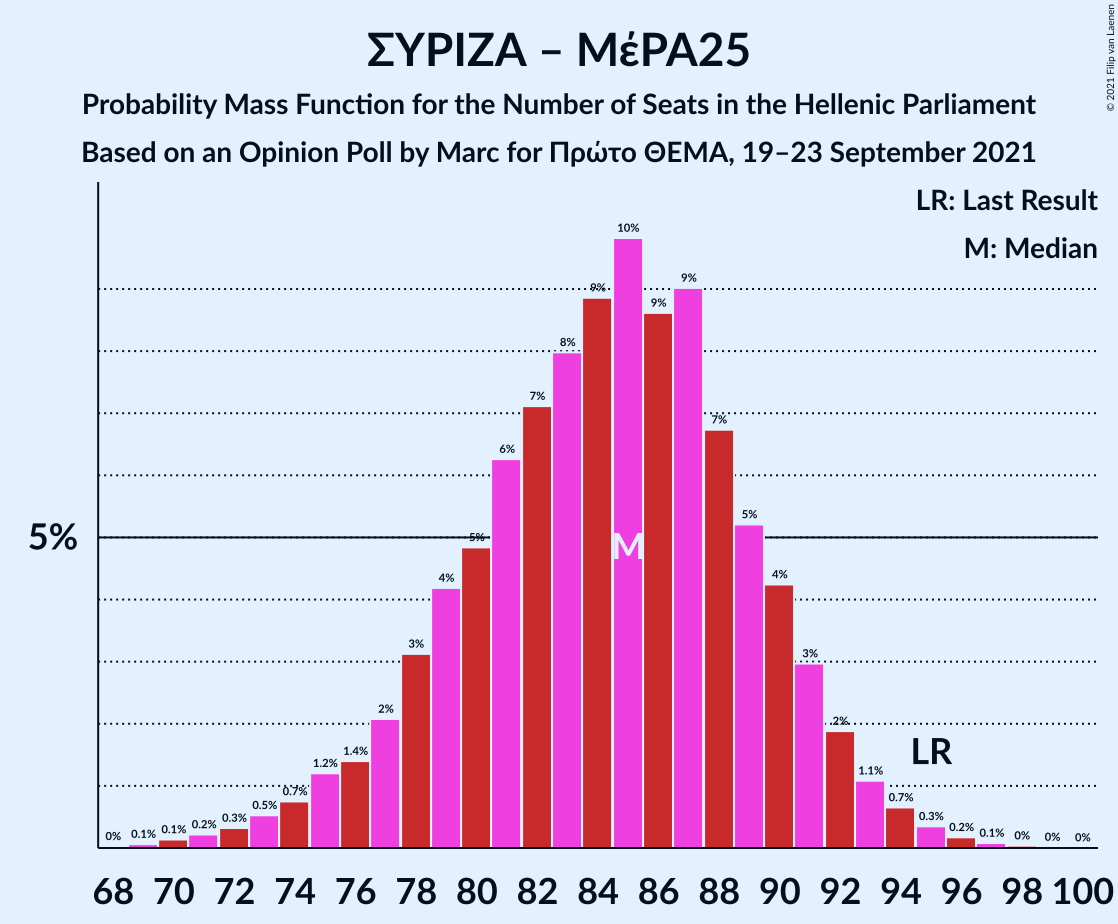 ΣΥΡΙΖΑ – ΜέΡΑ25
Probability Mass Function for the Number of Seats in the Hellenic Parliament
Based on an Opinion Poll by Marc for Πρώτο ΘΕΜΑ, 19–23 September 2021
© 2021 Filip van Laenen
LR: Last Result
M: Median
5%
0% 0.1% 0.1% 0.2% 0.3% 0.5% 0.7% 1.2% 1.4% 2% 3% 4% 5% 6% 7% 8% 9% 10% 9% 9% 7% 5% 4% 3% 2% 1.1% 0.7% 0.3% 0.2% 0.1% 0% 0% 0%
M
LR
68 70 72 74 76 78 80 82 84 86 88 90 92 94 96 98 100